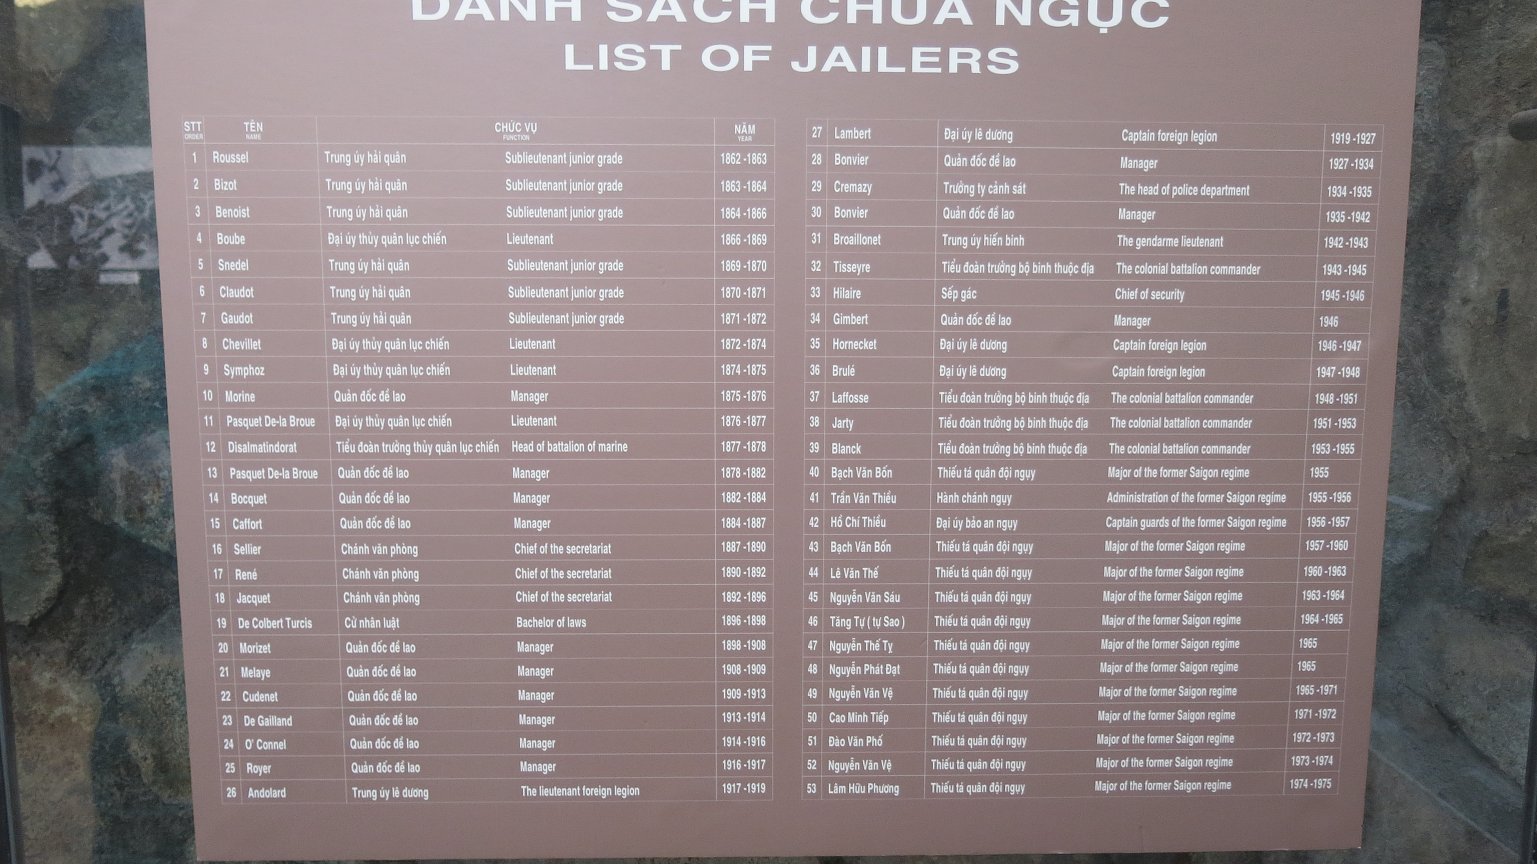 DANH SÁCH CHÚA NGỤC
LIST OF JAILERS
STT TÊN CHỨC VỤ NĂM
ORDER NAME FUNCTION YEAR
1 Roussel Trung úy hải quân Sublieutenant junior grade 1862 -1863
2 Bizot Trung úy hải quân Sublieutenant junior grade 1863 -1864
3 Benoist Trung úy hải quân Sublieutenant junior grade 1864 -1866
4 Boube Đại úy thủy quân lục chiến Lieutenant 1866 -1869
5 Snedel Trung úy hải quân Sublieutenant junior grade 1869 -1870
6 Claudot Trung úy hải quân Sublieutenant junior grade 1870 -1871
7 Gaudot Trung úy hải quân Sublieutenant junior grade 1871 -1872
8 Chevillet Đại úy thủy quân lục chiến Lieutenant 1872 -1874
9 Symphoz Đại úy thủy quân lục chiến Lieutenant 1874 -1875
10 Morine Quản đốc đề lao Manager 1875 -1876
11 Pasquet De-la Broue Đại úy thủy quân lục chiến Lieutenant 1876 -1877
12 Disalmatindorat Tiểu đoàn trưởng thủy quân lục chiến Head of battalion of marine 1877 -1878
13 Pasquet De-la Broue Quản đốc đề lao Manager 1878 -1882
14 Bocquet Quản đốc đề lao Manager 1882 -1884
15 Caffort Quản đốc đề lao Manager 1884 -1887
16 Sellier Chánh văn phòng Chief of the secretariat 1887 -1890
17 René Chánh văn phòng Chief of the secretariat 1890 -1892
18 Jacquet Chánh văn phòng Chief of the secretariat 1892 -1896
19 De Colbert Turcis Cử nhân luật Bachelor of laws 1896 -1898
20 Morizet Quản đốc đề lao Manager 1898 -1908
21 Melaye Quản đốc đề lao Manager 1908 -1909
22 Cudenet Quản đốc đề lao Manager 1909 -1913
23 De Gailland Quản đốc đề lao Manager 1913 -1914
24 O' Connel Quản đốc đề lao Manager 1914 -1916
25 Royer Quản đốc đề lao Manager 1916 -1917
26 Andolard Trung úy lê dương The lieutenant foreign legion 1917 -1919
27 Lambert Đại úy lê dương Captain foreign legion 1919 -1927
28 Bonvier Quản đốc đề lao Manager 1927 -1934
29 Cremazy Trưởng ty cảnh sát The head of police department 1934 -1935
30 Bonvier Quản đốc đề lao Manager 1935 -1942
31 Broaillonet Trung úy hiến binh The gendarme lieutenant 1942 -1943
32 Tisseyre Tiểu đoàn trưởng bộ binh thuộc địa The colonial battalion commander 1943 -1945
33 Hilaire Sếp gác Chief of security 1945 -1946
34 Gimbert Quản đốc đề lao Manager 1946
35 Hornecket Đại úy lê dương Captain foreign legion 1946 -1947
36 Brulé Đại úy lê dương Captain foreign legion 1947 -1948
37 Laffosse Tiểu đoàn trưởng bộ binh thuộc địa The colonial battalion commander 1948 -1951
38 Jarty Tiểu đoàn trưởng bộ binh thuộc địa The colonial battalion commander 1951 -1953
39 Blanck Tiểu đoàn trưởng bộ binh thuộc địa The colonial battalion commander 1953 -1955
40 Bạch Văn Bốn Thiếu tá quân đội ngụy Major of the former Saigon regime 1955
41 Trần Văn Thiều Hành chánh ngụy Administration of the former Saigon regime 1955 -1956
42 Hồ Chí Thiều Đại úy bảo an ngụy Captain guards of the former Saigon regime 1956 -1957
43 Bạch Văn Bốn Thiếu tá quân đội ngụy Major of the former Saigon regime 1957 -1960
44 Lê Văn Thể Thiếu tá quân đội ngụy Major of the former Saigon regime 1960 -1963
45 Nguyễn Văn Sáu Thiếu tá quân đội ngụy Major of the former Saigon regime 1963 -1964
46 Tăng Tự ( tự Sao ) Thiếu tá quân đội ngụy Major of the former Saigon regime 1964 -1965
47 Nguyễn Thế Tỵ Thiếu tá quân đội ngụy Major of the former Saigon regime 1965
48 Nguyễn Phát Đạt Thiếu tá quân đội ngụy Major of the former Saigon regime 1965
49 Nguyễn Văn Vệ Thiếu tá quân đội ngụy Major of the former Saigon regime 1965 -1971
50 Cao Minh Tiếp Thiếu tá quân đội ngụy Major of the former Saigon regime 1971 -1972
51 Đào Văn Phố Thiếu tá quân đội ngụy Major of the former Saigon regime 1972 -1973
52 Nguyễn Văn Vệ Thiếu tá quân đội ngụy Major of the former Saigon regime 1973 -1974
53 Lâm Hữu Phương Thiếu tá quân đội ngụy Major of the former Saigon regime 1974 -1975